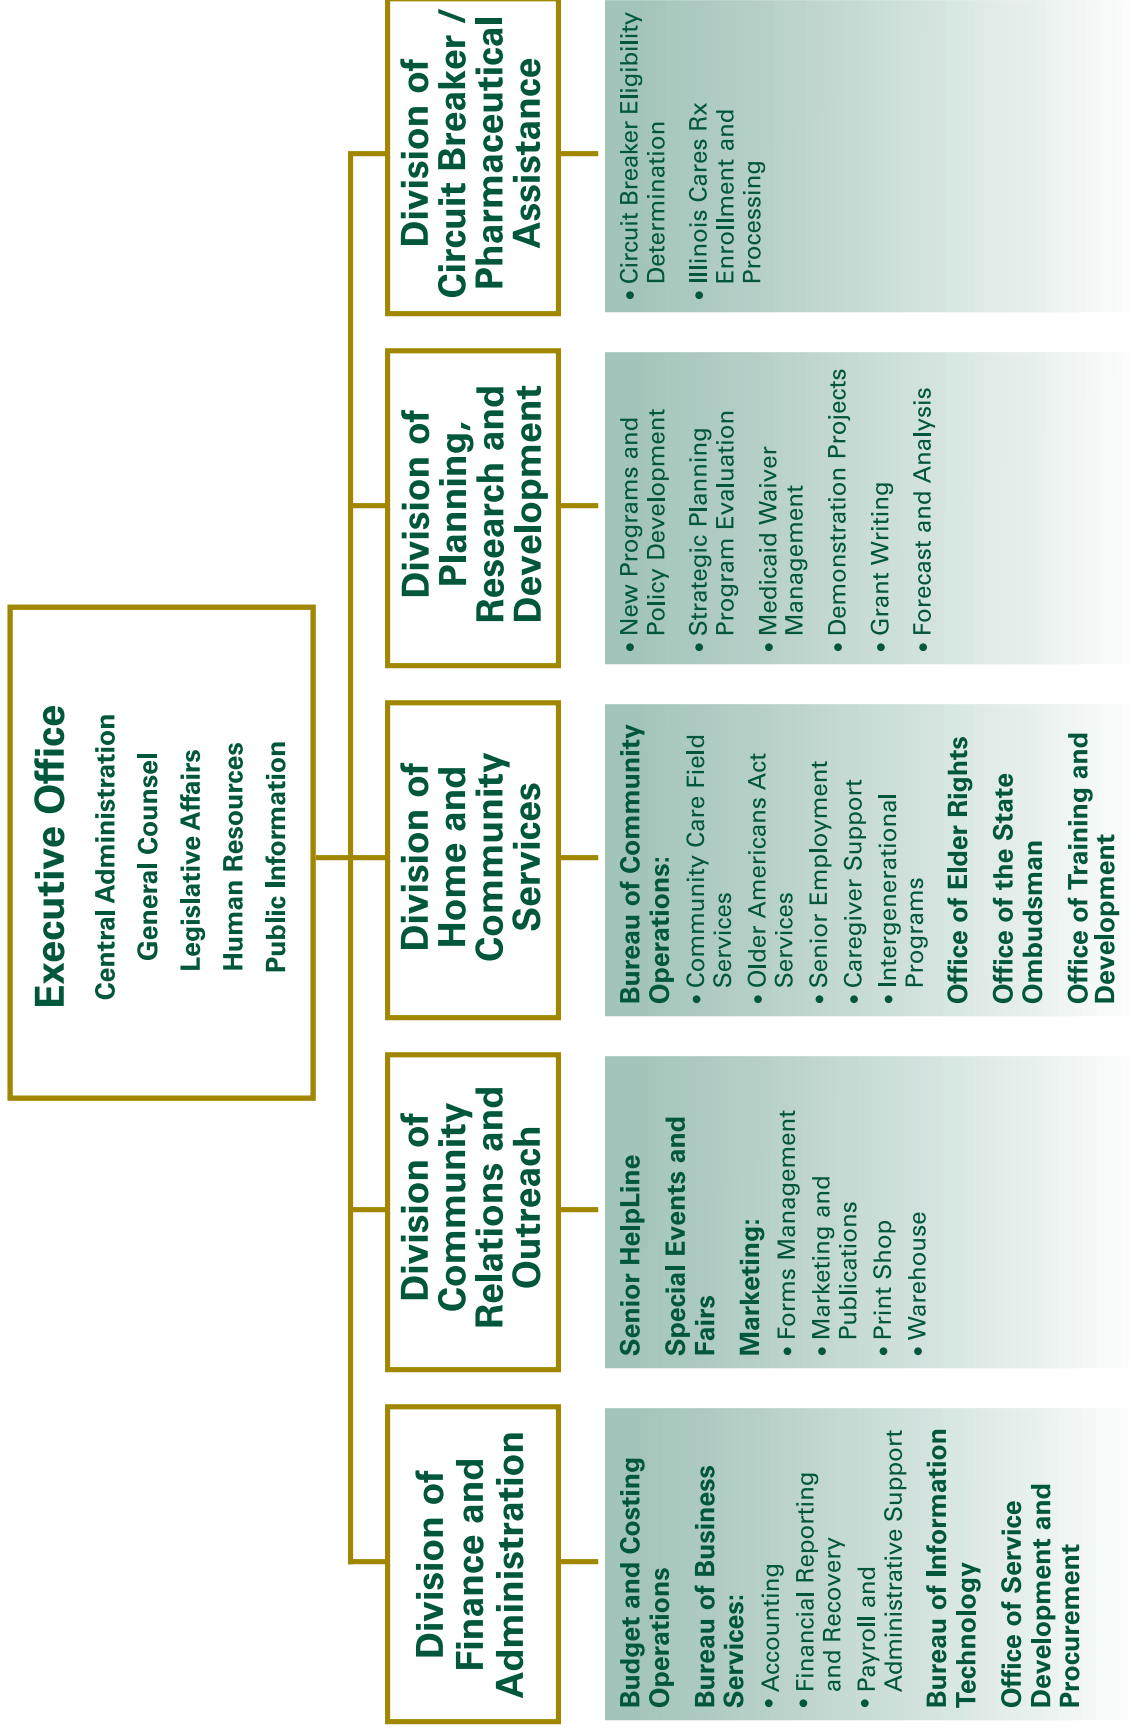 Executive Office
Central Administration
General Counsel
Legislative Affairs
Human Resources
Public Information
Division of
Finance and
Administration
Budget and Costing
Operations
Bureau of Business
Services:
• Accounting
• Financial Reporting
and Recovery
• Payroll and
Administrative Support
Bureau of Information
Technology
Office of Service
Development and
Procurement
Division of
Community
Relations and
Outreach
Senior HelpLine
Special Events and
Fairs
Marketing:
• Forms Management
• Marketing and
Publications
• Print Shop
• Warehouse
Division of
Home and
Community
Services
Bureau of Community
Operations:
• Community Care Field
Services
• Older Americans Act
Services
• Senior Employment
• Caregiver Support
• Intergenerational
Programs
Office of Elder Rights
Office of the State
Ombudsman
Office of Training and
Development
Division of
Planning,
Research and
Development
• New Programs and
Policy Development
• Strategic Planning
Program Evaluation
• Medicaid Waiver
Management
• Demonstration Projects
• Grant Writing
• Forecast and Analysis
Division of
Circuit Breaker /
Pharmaceutical
Assistance
• Circuit Breaker Eligibility
Determination
• Illinois Cares Rx
Enrollment and
Processing